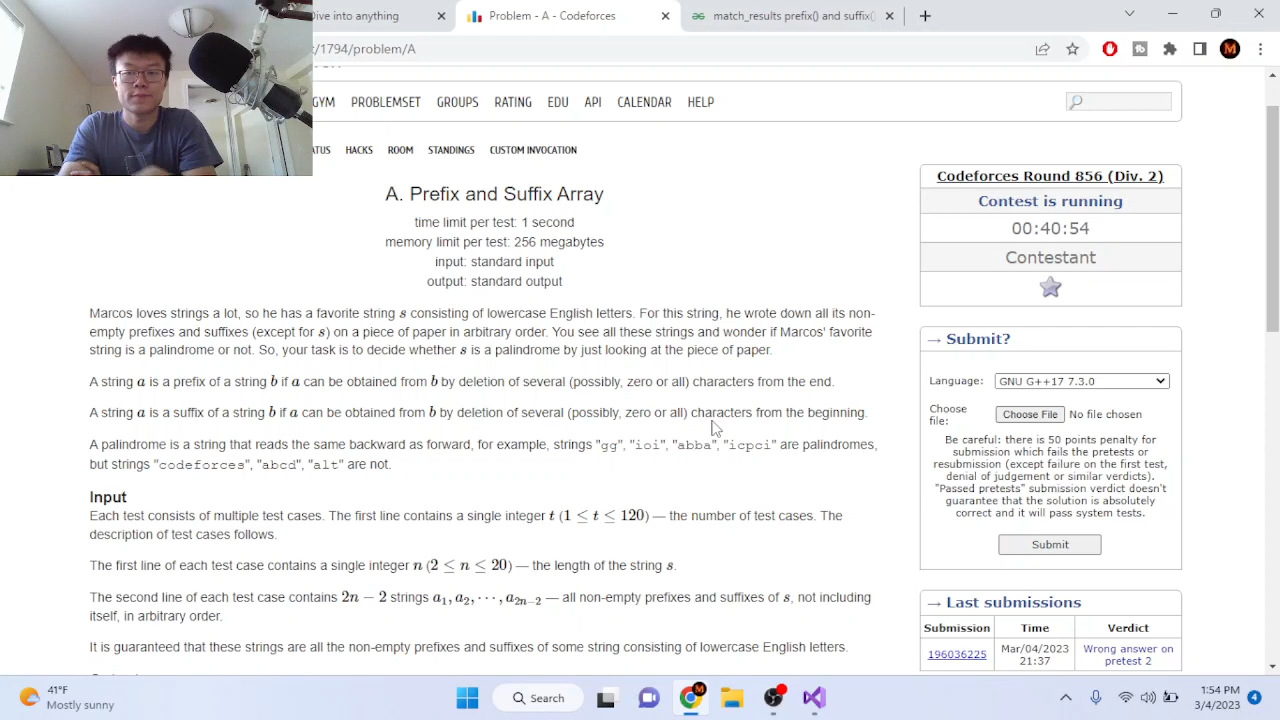 Dive into anything
Problem - A - Codeforces
match_results prefix() and suffix()
/1794/problem/A
M
GYM PROBLEMSET GROUPS RATING EDU API CALENDAR HELP
HACKS ROOM STANDINGS CUSTOM INVOCATION
A. Prefix and Suffix Array
time limit per test: 1 second
memory limit per test: 256 megabytes
input: standard input
output: standard output
Marcos loves strings a lot, so he has a favorite string s consisting of lowercase English letters. For this string, he wrote down all its non-
empty prefixes and suffixes (except for s) on a piece of paper in arbitrary order. You see all these strings and wonder if Marcos' favorite
string is a palindrome or not. So, your task is to decide whether s is a palindrome by just looking at the piece of paper.
A string a is a prefix of a string b if a can be obtained from b by deletion of several (possibly, zero or all) characters from the end.
A string a is a suffix of a string b if a can be obtained from b by deletion of several (possibly, zero or all) characters from the beginning.
A palindrome is a string that reads the same backward as forward, for example, strings "gg", "ioi", "abba", "icpci" are palindromes,
but strings "codeforces", "abcd", "alt" are not.
Input
Each test consists of multiple test cases. The first line contains a single integer t (1 ≤ t ≤ 120) — the number of test cases. The
description of test cases follows.
The first line of each test case contains a single integer n (2 ≤ n ≤ 20) — the length of the string s.
The second line of each test case contains 2n − 2 strings a1, a2, ⋯, a2n−2 — all non-empty prefixes and suffixes of s, not including
itself, in arbitrary order.
It is guaranteed that these strings are all the non-empty prefixes and suffixes of some string consisting of lowercase English letters.
Codeforces Round 856 (Div. 2)
Contest is running
00:40:54
Contestant
→ Submit?
Language: GNU G++17 7.3.0
Choose
file: Choose File No file chosen
Be careful: there is 50 points penalty for
submission which fails the pretests or
resubmission (except failure on the first test,
denial of judgement or similar verdicts).
"Passed pretests" submission verdict doesn't
guarantee that the solution is absolutely
correct and it will pass system tests.
Submit
→ Last submissions
Submission Time Verdict
196036225 Mar/04/2023 21:37 Wrong answer on pretest 2
41°F
Mostly sunny
Search
M
1:54 PM
3/4/2023
4